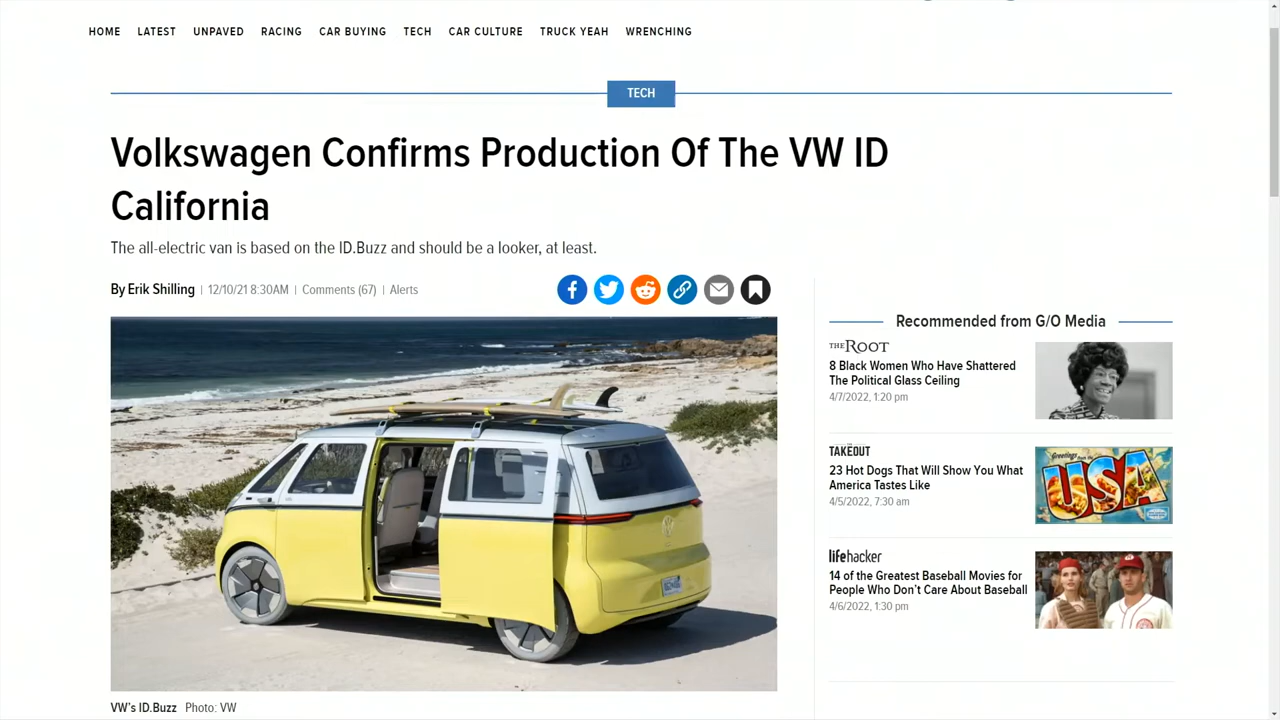 HOME LATEST UNPAVED RACING CAR BUYING TECH CAR CULTURE TRUCK YEAH WRENCHING
TECH
Volkswagen Confirms Production Of The VW ID
California
The all-electric van is based on the ID.Buzz and should be a looker, at least.
By Erik Shilling | 12/10/21 8:30AM | Comments (67) | Alerts
VW's ID.Buzz Photo: VW
Recommended from G/O Media
THE ROOT
8 Black Women Who Have Shattered
The Political Glass Ceiling
4/7/2022, 1:20 pm
THE
TAKEOUT
23 Hot Dogs That Will Show You What
America Tastes Like
4/5/2022, 7:30 am
Greetings from the
USA
lifehacker
14 of the Greatest Baseball Movies for
People Who Don't Care About Baseball
4/6/2022, 1:30 pm